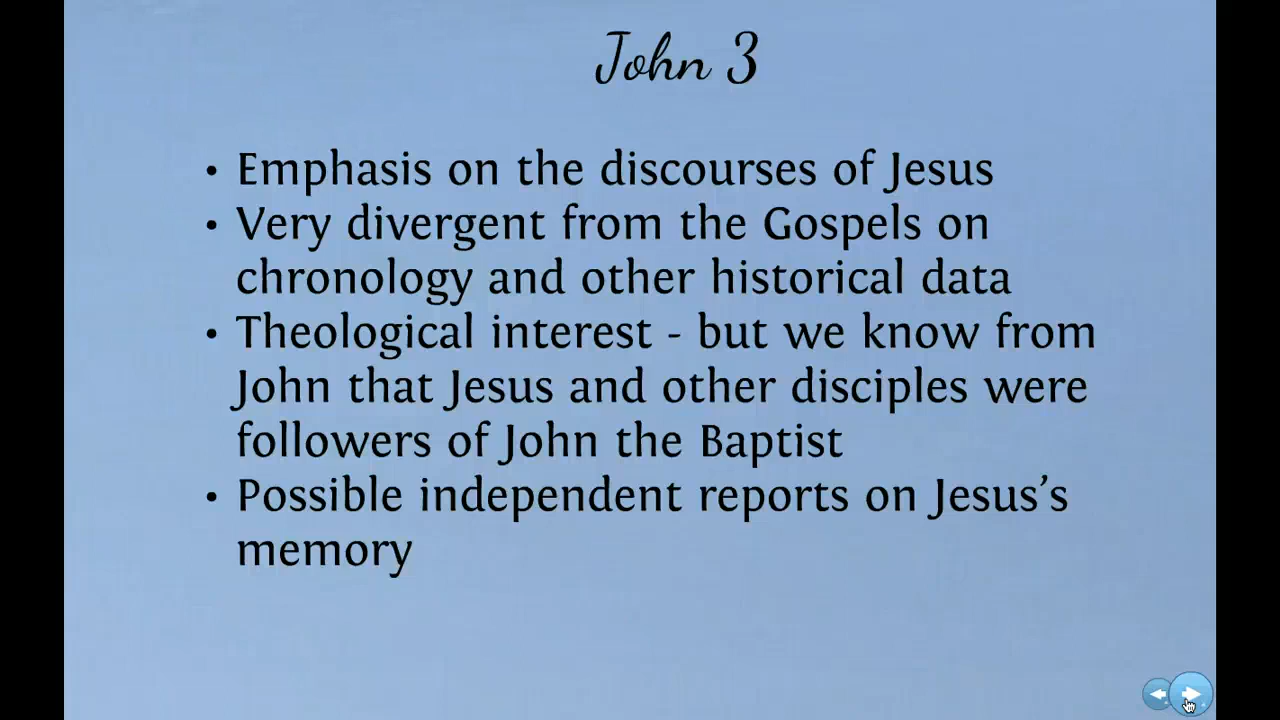 John 3
• Emphasis on the discourses of Jesus
• Very divergent from the Gospels on
chronology and other historical data
• Theological interest - but we know from
John that Jesus and other disciples were
followers of John the Baptist
• Possible independent reports on Jesus’s
memory